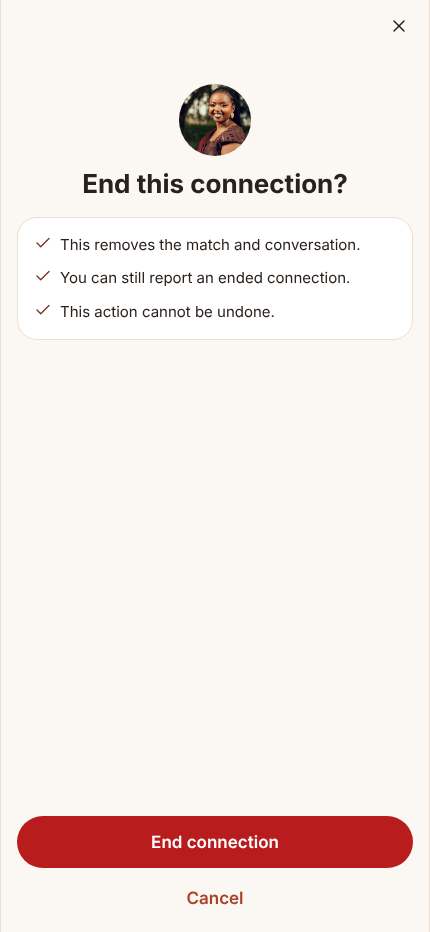 End this connection?
This removes the match and conversation.
You can still report an ended connection.
This action cannot be undone.
End connection
Cancel